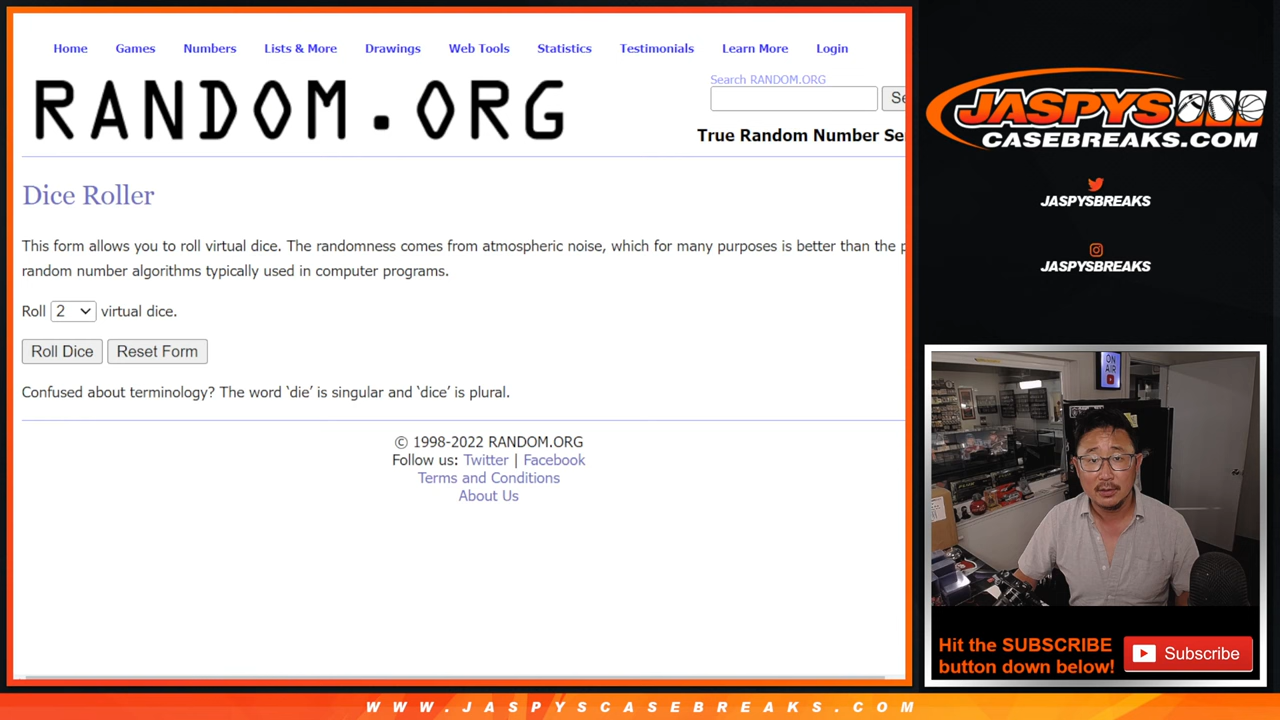 Home Games Numbers Lists & More Drawings Web Tools Statistics Testimonials Learn More Login
RANDOM.ORG
Search RANDOM.ORG
Se
True Random Number Se
Dice Roller
This form allows you to roll virtual dice. The randomness comes from atmospheric noise, which for many purposes is better than the p
random number algorithms typically used in computer programs.
Roll 2 virtual dice.
Roll Dice Reset Form
Confused about terminology? The word ‘die’ is singular and ‘dice’ is plural.
© 1998-2022 RANDOM.ORG
Follow us: Twitter | Facebook
Terms and Conditions
About Us
JASPYS
CASEBREAKS.COM
JASPYSBREAKS
JASPYSBREAKS
ON
AIR
Hit the SUBSCRIBE
button down below!
Subscribe
WWW.JASPYSCASEBREAKS.COM